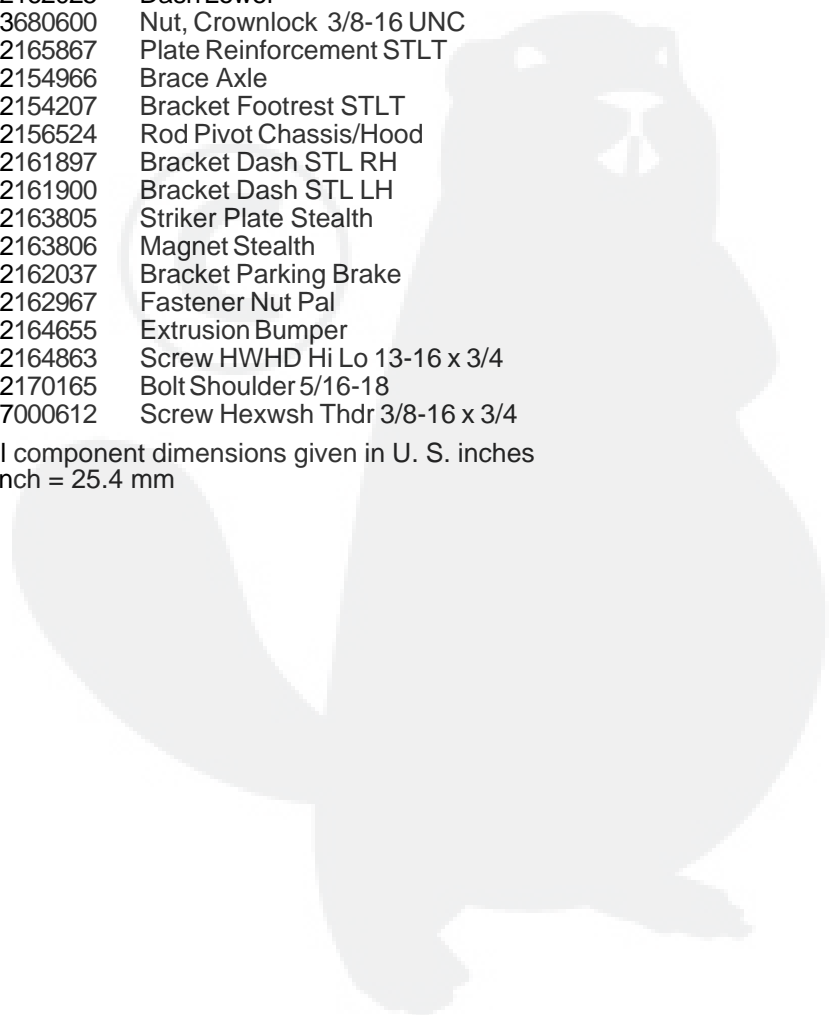 3680600 Nut, Crownlock 3/8-16 UNC
2165867 Plate Reinforcement STLT
2154966 Brace Axle
2154207 Bracket Footrest STLT
2156524 Rod Pivot Chassis/Hood
2161897 Bracket Dash STL RH
2161900 Bracket Dash STL LH
2163805 Striker Plate Stealth
2163806 Magnet Stealth
2162037 Bracket Parking Brake
2162967 Fastener Nut Pal
2164655 Extrusion Bumper
2164863 Screw HWHD Hi Lo 13-16 x 3/4
2170165 Bolt Shoulder 5/16-18
7000612 Screw Hexwsh Thdr 3/8-16 x 3/4
l component dimensions given in U. S. inches
nch = 25.4 mm